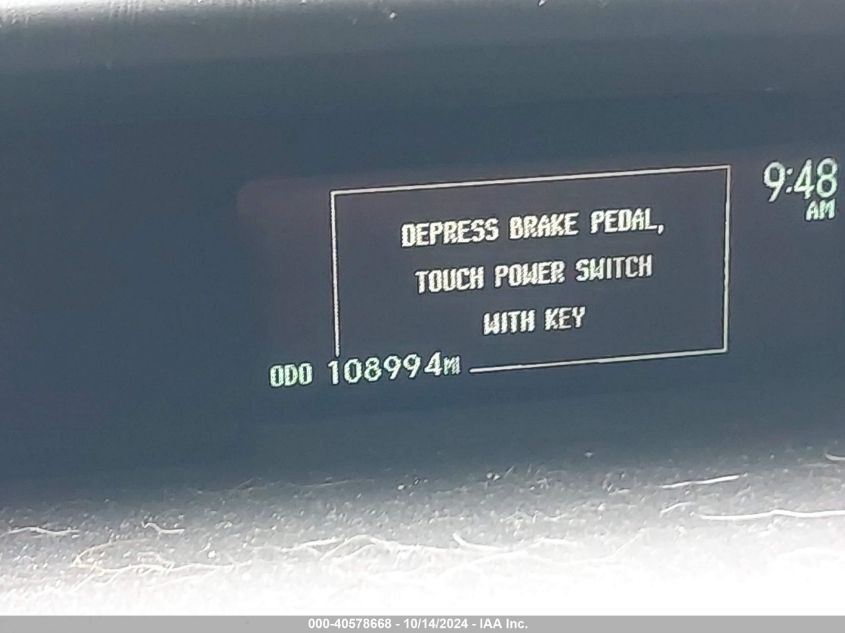 9:48
AM
DEPRESS BRAKE PEDAL,
TOUCH POWER SWITCH
WITH KEY
ODO 108994MI
000-40578668 - 10/14/2024 - IAA Inc.